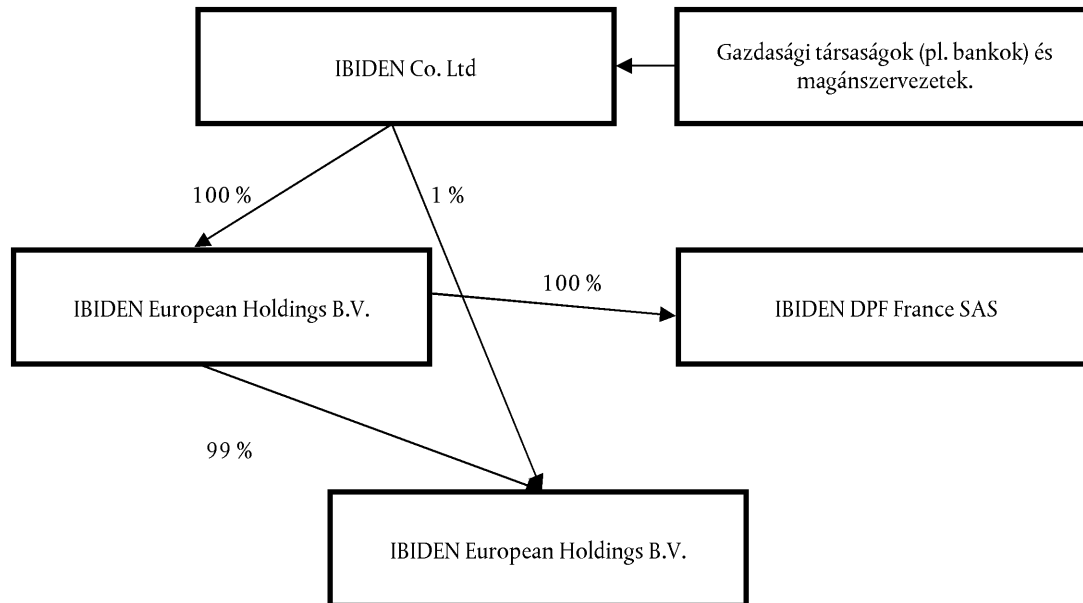 IBIDEN Co. Ltd
Gazdasági társaságok (pl. bankok) és
magánszervezetek.
100 %
1 %
IBIDEN European Holdings B.V.
100 %
IBIDEN DPF France SAS
99 %
IBIDEN European Holdings B.V.